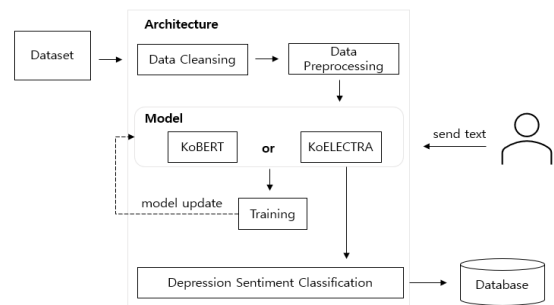 Architecture
Dataset
Data Cleansing
Data
Preprocessing
Model
KoBERT
or
KoELECTRA
send text
model update
Training
Depression Sentiment Classification
Database